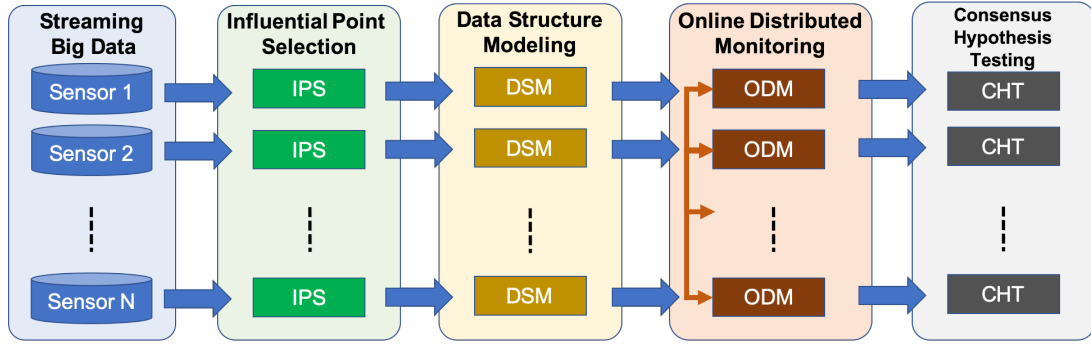 Streaming
Big Data
Influential Point
Selection
Data Structure
Modeling
Online Distributed
Monitoring
Consensus
Hypothesis
Testing
Sensor 1
IPS
DSM
ODM
CHT
Sensor 2
IPS
DSM
ODM
CHT
Sensor N
IPS
DSM
ODM
CHT